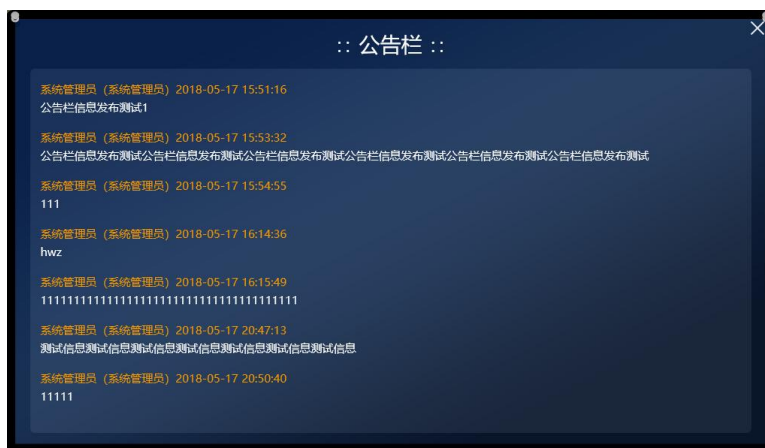 :: 公告栏 ::
系统管理员 (系统管理员) 2018-05-17 15:51:16
公告栏信息发布测试1
系统管理员 (系统管理员) 2018-05-17 15:53:32
公告栏信息发布测试公告栏信息发布测试公告栏信息发布测试公告栏信息发布测试公告栏信息发布测试公告栏信息发布测试
系统管理员 (系统管理员) 2018-05-17 15:54:55
111
系统管理员 (系统管理员) 2018-05-17 16:14:36
hwz
系统管理员 (系统管理员) 2018-05-17 16:15:49
1111111111111111111111111111111111111
系统管理员 (系统管理员) 2018-05-17 20:47:13
测试信息测试信息测试信息测试信息测试信息测试信息测试信息
系统管理员 (系统管理员) 2018-05-17 20:50:40
11111